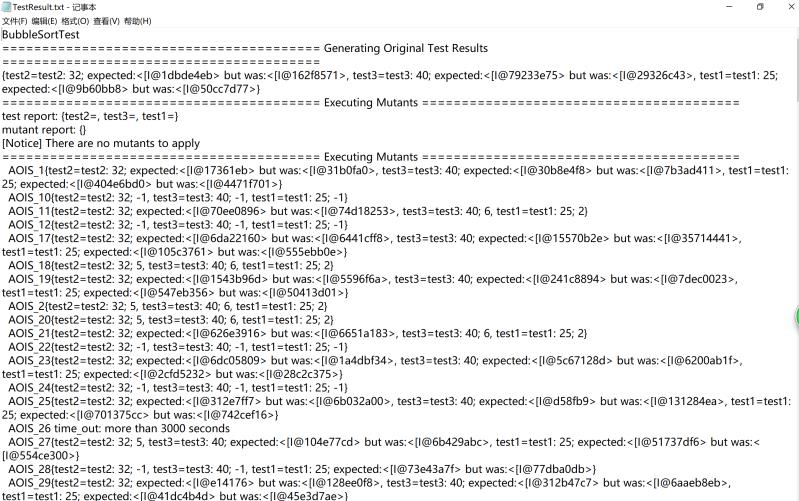 TestResult.txt - 记事本
文件(F) 编辑(E) 格式(O) 查看(V) 帮助(H)
BubbleSortTest
======================================== Generating Original Test Results
========================================
{test2=test2: 32; expected:<[I@1dbde4eb> but was:<[I@162f8571>, test3=test3: 40; expected:<[I@79233e75> but was:<[I@29326c43>, test1=test1: 25;
expected:<[I@9b60bb8> but was:<[I@50cc7d77>}
======================================== Executing Mutants ========================================
test report: {test2=, test3=, test1=}
mutant report: {}
[Notice] There are no mutants to apply
======================================== Executing Mutants ========================================
AOIS_1{test2=test2: 32; expected:<[I@17361eb> but was:<[I@31b0fa0>, test3=test3: 40; expected:<[I@30b8e4f8> but was:<[I@7b3ad411>, test1=test1:
25; expected:<[I@404e6bd0> but was:<[I@4471f701>}
AOIS_10{test2=test2: 32; -1, test3=test3: 40; -1, test1=test1: 25; -1}
AOIS_11{test2=test2: 32; expected:<[I@70ee0896> but was:<[I@74d18253>, test3=test3: 40; 6, test1=test1: 25; 2}
AOIS_12{test2=test2: 32; -1, test3=test3: 40; -1, test1=test1: 25; -1}
AOIS_17{test2=test2: 32; expected:<[I@6da22160> but was:<[I@6441cff8>, test3=test3: 40; expected:<[I@15570b2e> but was:<[I@35714441>,
test1=test1: 25; expected:<[I@105c3761> but was:<[I@555ebb0e>}
AOIS_18{test2=test2: 32; 5, test3=test3: 40; 6, test1=test1: 25; 2}
AOIS_19{test2=test2: 32; expected:<[I@1543b96d> but was:<[I@5596f6a>, test3=test3: 40; expected:<[I@241c8894> but was:<[I@7dec0023>,
test1=test1: 25; expected:<[I@547eb356> but was:<[I@50413d01>}
AOIS_2{test2=test2: 32; 5, test3=test3: 40; 6, test1=test1: 25; 2}
AOIS_20{test2=test2: 32; 5, test3=test3: 40; 6, test1=test1: 25; 2}
AOIS_21{test2=test2: 32; expected:<[I@626e3916> but was:<[I@6651a183>, test3=test3: 40; 6, test1=test1: 25; 2}
AOIS_22{test2=test2: 32; -1, test3=test3: 40; -1, test1=test1: 25; -1}
AOIS_23{test2=test2: 32; expected:<[I@6dc05809> but was:<[I@1a4dbf34>, test3=test3: 40; expected:<[I@5c67128d> but was:<[I@6200ab1f>,
test1=test1: 25; expected:<[I@2cfd5232> but was:<[I@28c2c375>}
AOIS_24{test2=test2: 32; -1, test3=test3: 40; -1, test1=test1: 25; -1}
AOIS_25{test2=test2: 32; expected:<[I@312e7ff7> but was:<[I@6b032a00>, test3=test3: 40; expected:<[I@d58fb9> but was:<[I@131284ea>, test1=test1:
25; expected:<[I@701375cc> but was:<[I@742cef16>}
AOIS_26 time_out: more than 3000 seconds
AOIS_27{test2=test2: 32; 5, test3=test3: 40; expected:<[I@104e77cd> but was:<[I@6b429abc>, test1=test1: 25; expected:<[I@51737df6> but was:<
[I@554ce300>}
AOIS_28{test2=test2: 32; -1, test3=test3: 40; -1, test1=test1: 25; expected:<[I@73e43a7f> but was:<[I@77dba0db>}
AOIS_29{test2=test2: 32; expected:<[I@e14176> but was:<[I@128ee0f8>, test3=test3: 40; expected:<[I@312b47c7> but was:<[I@6aaeb8eb>,
test1=test1: 25; expected:<[I@41dc4b4d> but was:<[I@45e3d7ae>}